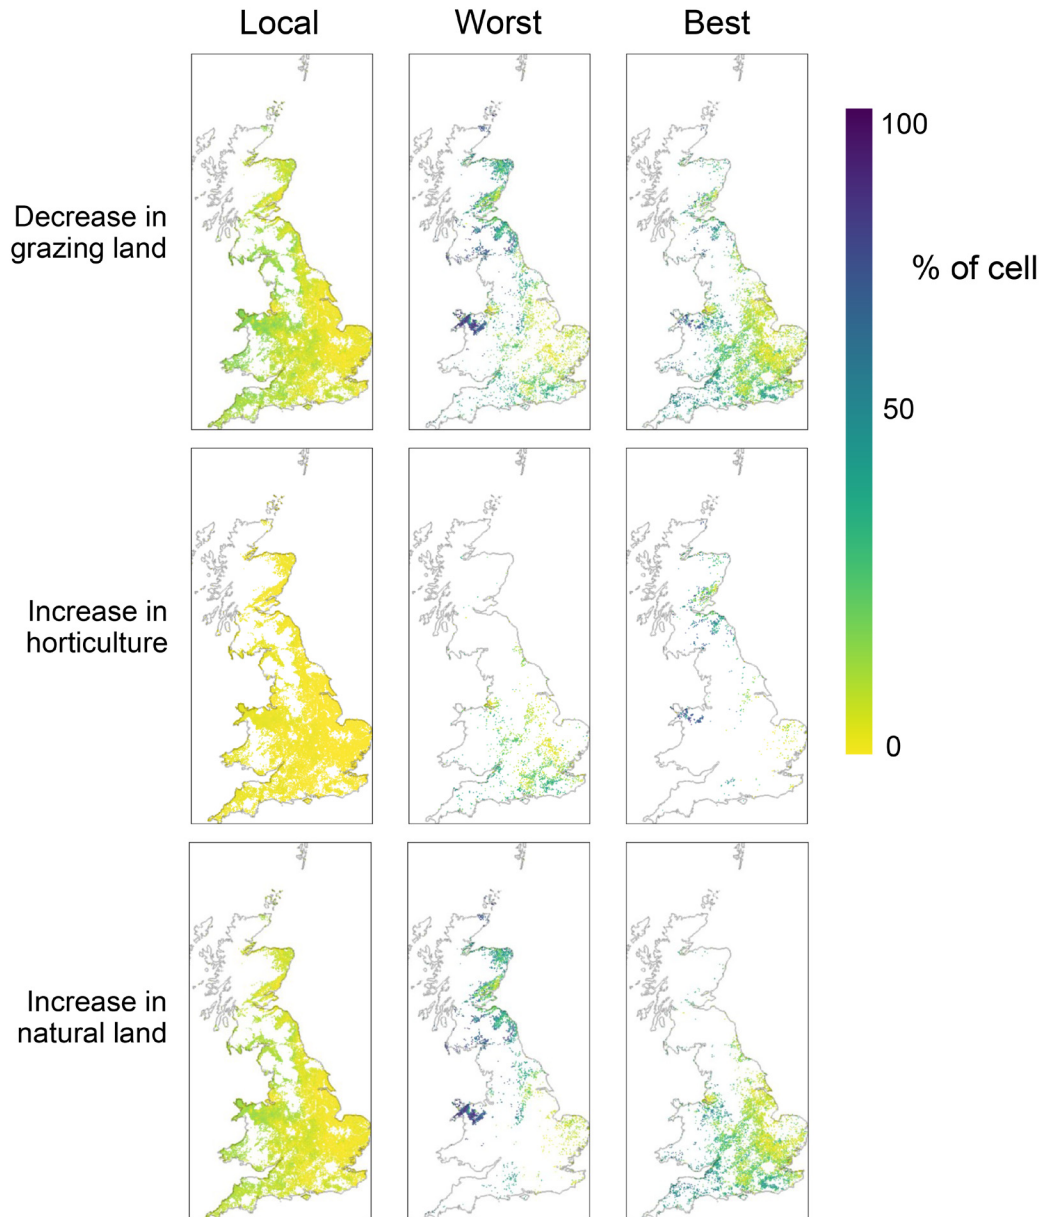 Local Worst Best
100
Decrease in
grazing land
% of cell
50
Increase in
horticulture
0
Increase in
natural land